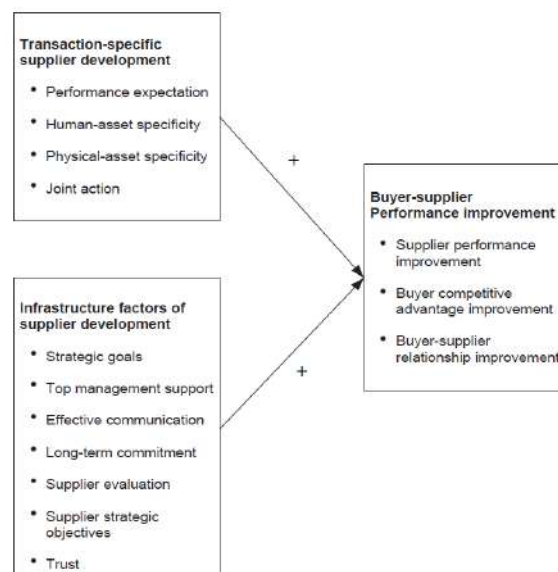 Transaction-specific
supplier development
• Performance expectation
• Human-asset specificity
• Physical-asset specificity
• Joint action
+
Buyer-supplier
Performance improvement
• Supplier performance
improvement
• Buyer competitive
advantage improvement
• Buyer-supplier
relationship improvement
Infrastructure factors of
supplier development
• Strategic goals
• Top management support
• Effective communication
• Long-term commitment
• Supplier evaluation
• Supplier strategic
objectives
• Trust
+